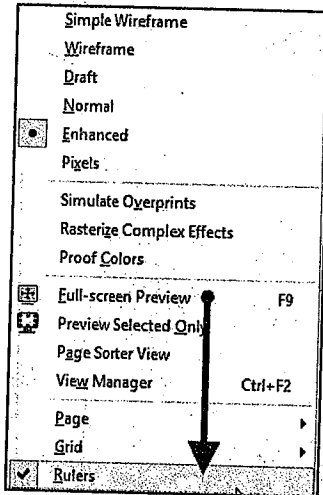 Simple Wireframe
Wireframe
Draft
Normal
Enhanced
Pixels
Simulate Overprints
Rasterize Complex Effects
Proof Colors
Full-screen Preview F9
Preview Selected Only
Page Sorter View
View Manager Ctrl+F2
Page
Grid
Rulers